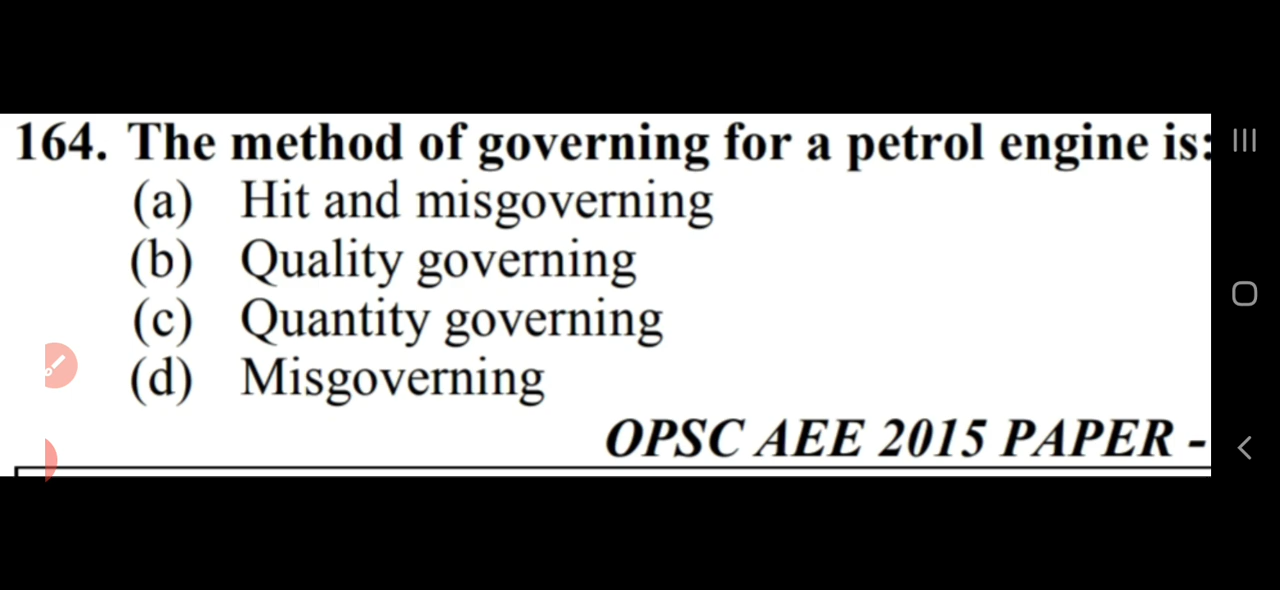 164. The method of governing for a petrol engine is:
(a) Hit and misgoverning
(b) Quality governing
(c) Quantity governing
(d) Misgoverning
OPSC AEE 2015 PAPER -